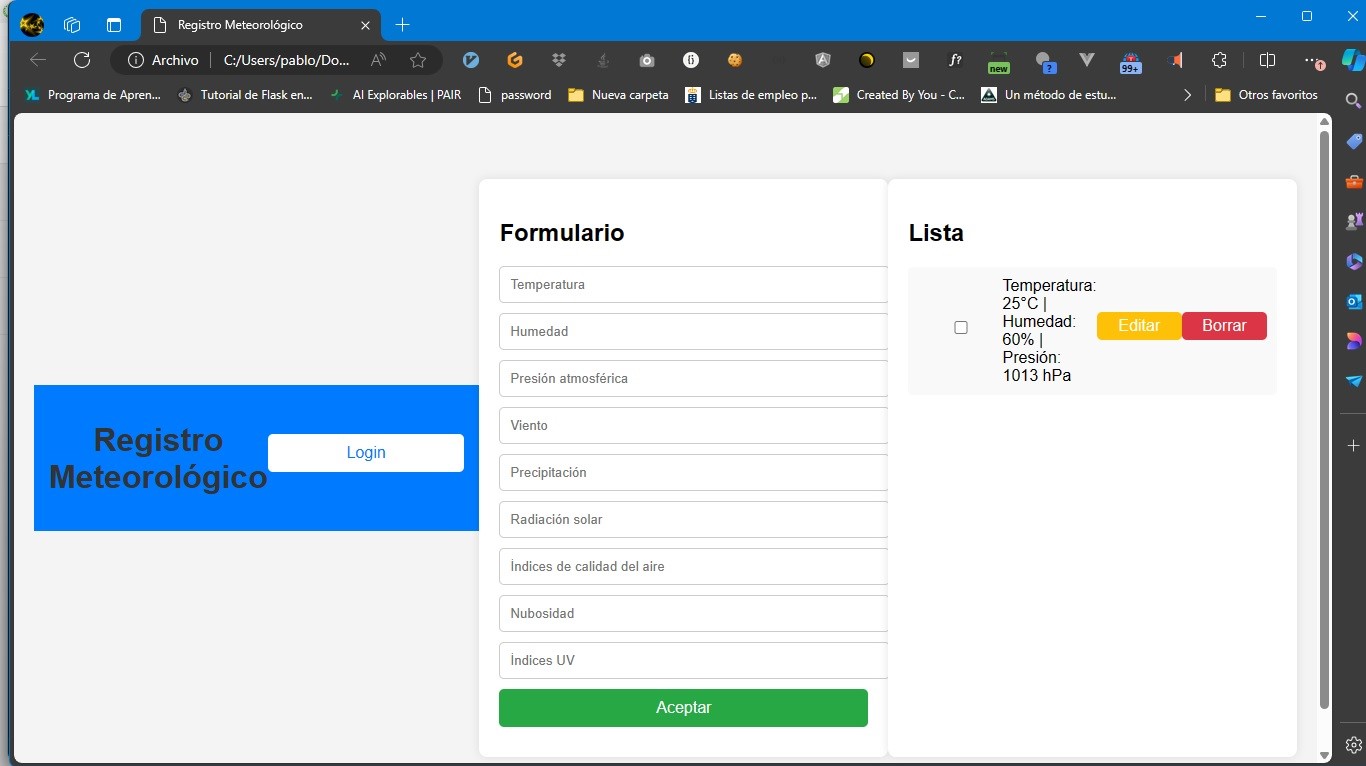 Registro Meteorológico
Archivo
C:/Users/pablo/Do...
A
{}
f?
new
?
99+
Programa de Apren...
Tutorial de Flask en...
AI Explorables | PAIR
password
Nueva carpeta
Listas de empleo p...
Created By You - C...
Un método de estu...
Otros favoritos
Registro
Meteorológico
Login
Formulario
Temperatura
Humedad
Presión atmosférica
Viento
Precipitación
Radiación solar
Índices de calidad del aire
Nubosidad
Índices UV
Aceptar
Lista
Temperatura:
25°C |
Humedad:
60% |
Presión:
1013 hPa
Editar
Borrar